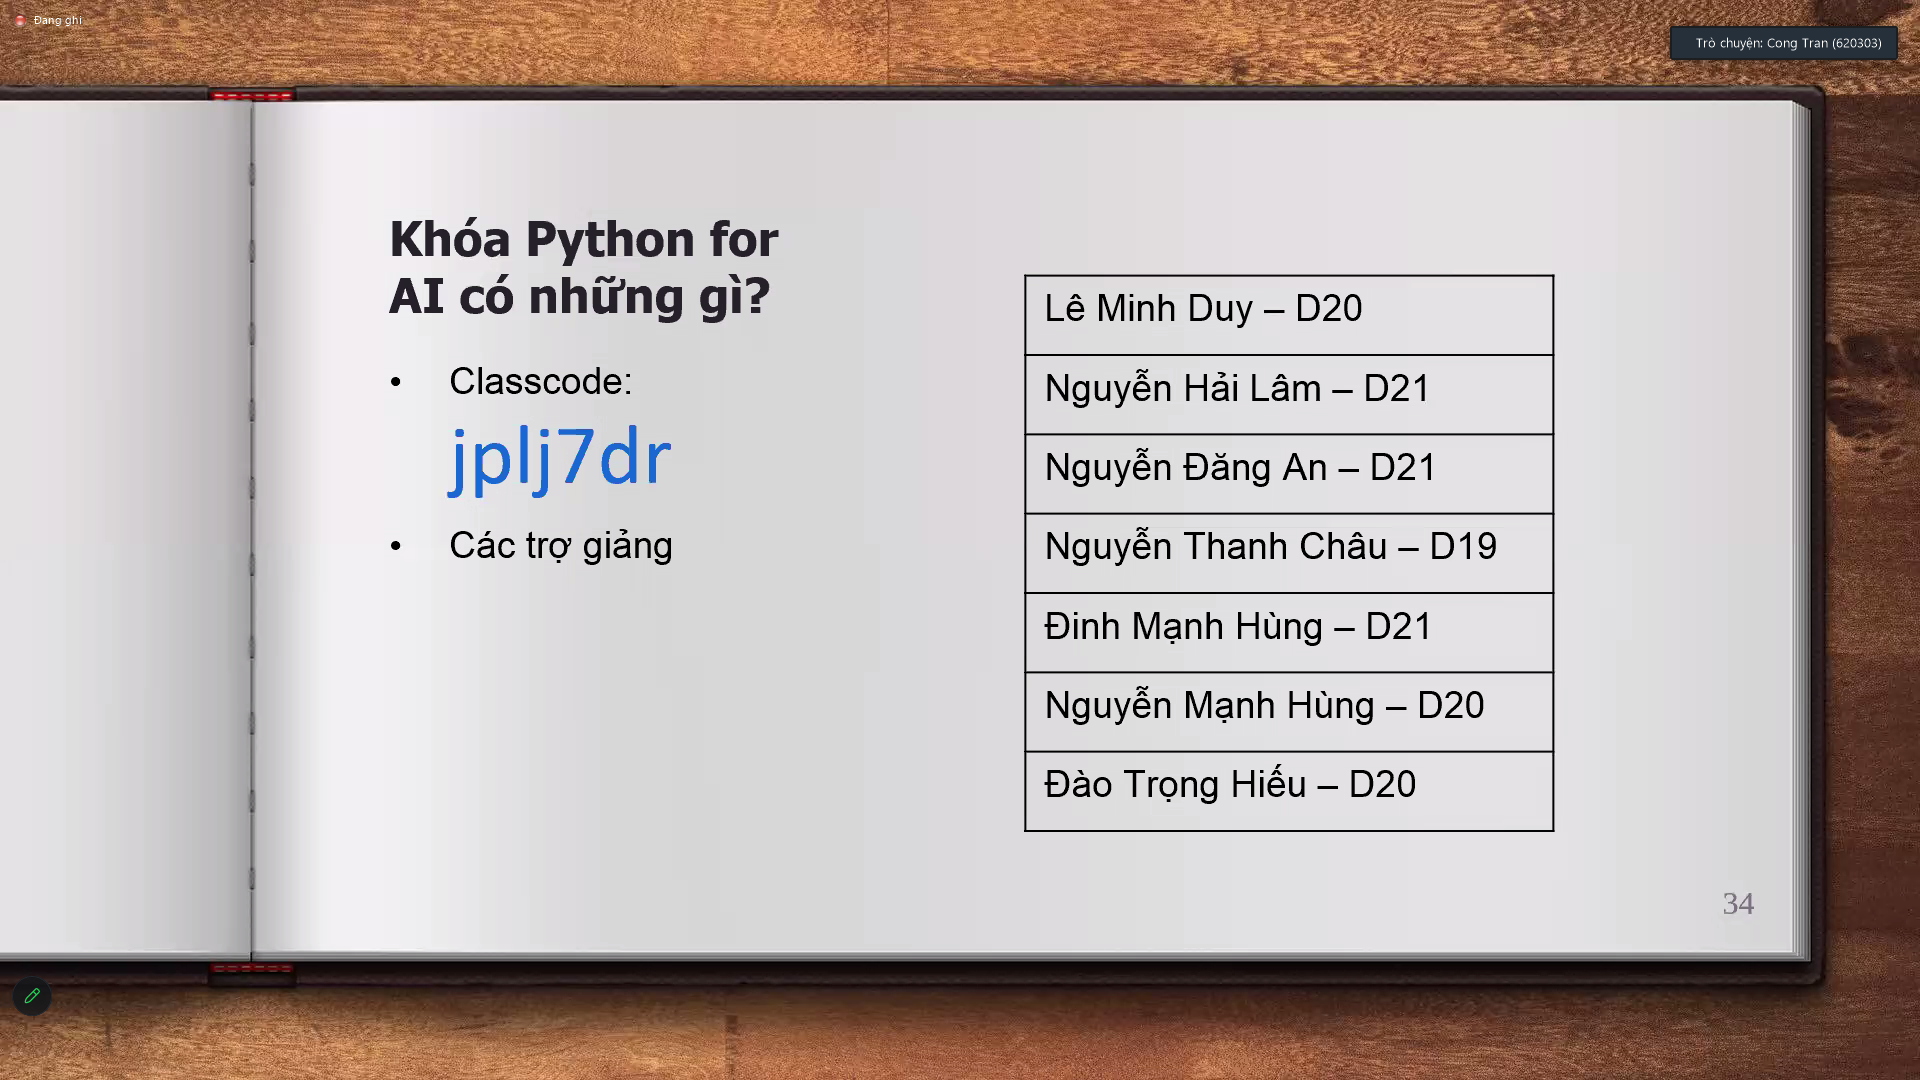 Đang ghi
Trò chuyện: Cong Tran (620303)
Khóa Python for
AI có những gì?
• Classcode:
jplj7dr
• Các trợ giảng
Lê Minh Duy – D20
Nguyễn Hải Lâm – D21
Nguyễn Đăng An – D21
Nguyễn Thanh Châu – D19
Đinh Mạnh Hùng – D21
Nguyễn Mạnh Hùng – D20
Đào Trọng Hiếu – D20
34